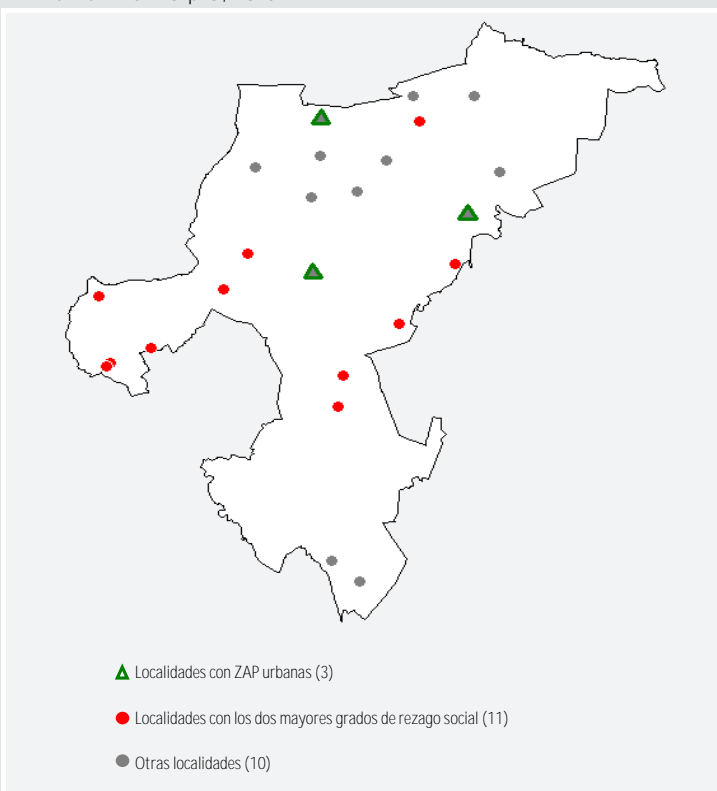 Localidades con ZAP urbanas (3)
Localidades con los dos mayores grados de rezago social (11)
Otras localidades (10)